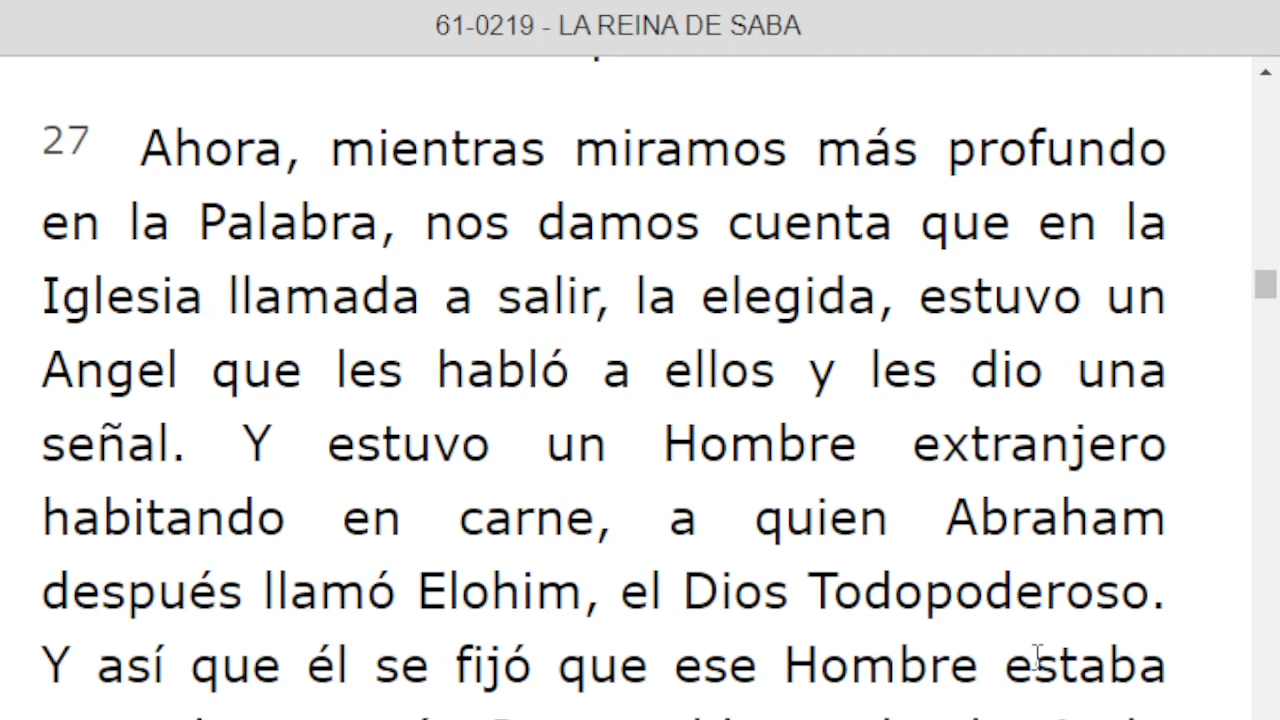 61-0219 - LA REINA DE SABA
27 Ahora, mientras miramos más profundo
en la Palabra, nos damos cuenta que en la
Iglesia llamada a salir, la elegida, estuvo un
Angel que les habló a ellos y les dio una
señal. Y estuvo un Hombre extranjero
habitando en carne, a quien Abraham
después llamó Elohim, el Dios Todopoderoso.
Y así que él se fijó que ese Hombre estaba